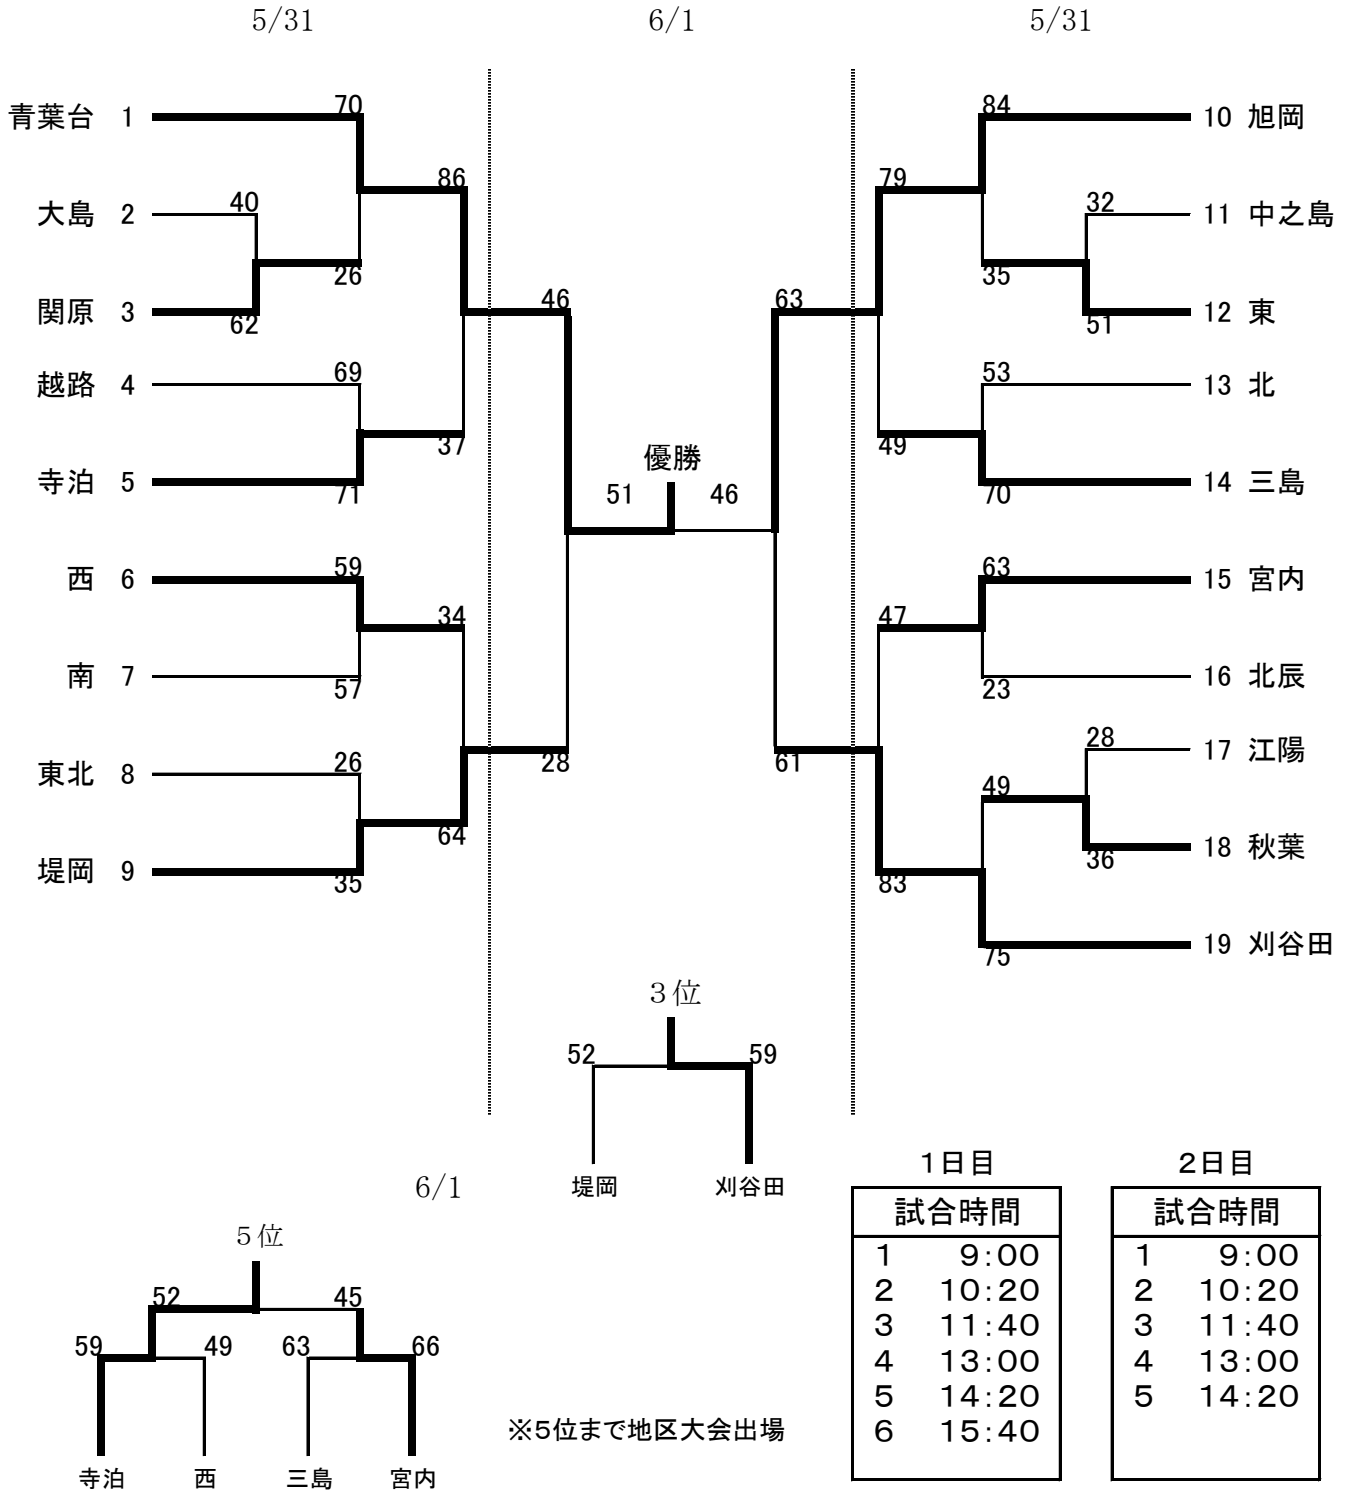 5/31 6/1 5/31
青葉台 1 70 84 10 旭岡
86 79
大島 2 40 32 11 中之島
26 35
関原 3 62 46 63 51 12 東
越路 4 69 53 13 北
37 49
優勝
寺泊 5 71 51 46 70 14 三島
西 6 59 63 15 宮内
34 47
南 7 57 23 16 北辰
28 17 江陽
東北 8 26 28 61 49
64 36 18 秋葉
堤岡 9 35 83
75 19 刈谷田
3位
52 59
堤岡 刈谷田
6/1
5位
52 45
59 49 63 66
寺泊 西 三島 宮内
※5位まで地区大会出場
1日目
試合時間
1 9:00
2 10:20
3 11:40
4 13:00
5 14:20
6 15:40
2日目
試合時間
1 9:00
2 10:20
3 11:40
4 13:00
5 14:20